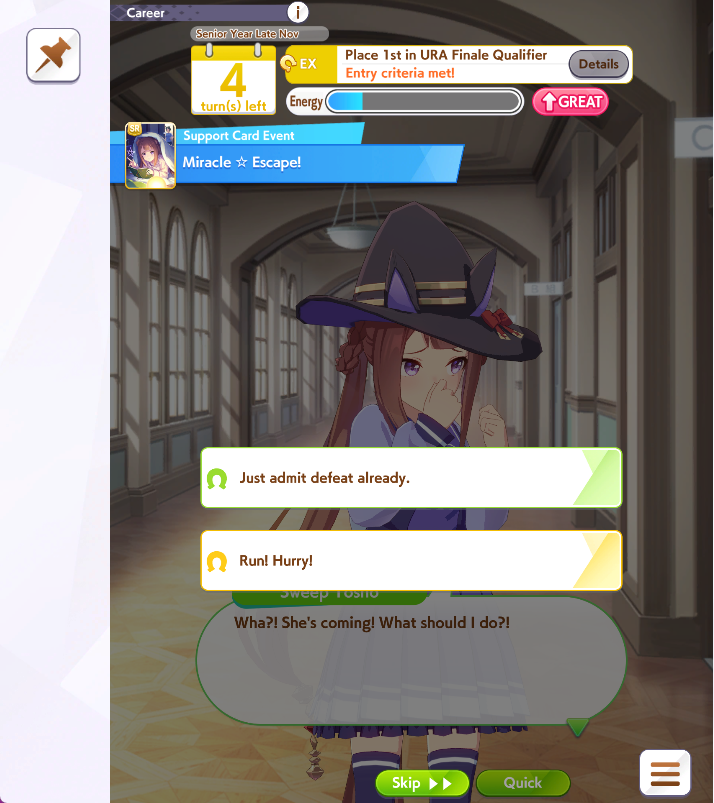 Career
i
Senior Year Late Nov
4
turn(s) left
EX
Place 1st in URA Finale Qualifier
Entry criteria met!
Details
Energy
GREAT
SR
Support Card Event
Miracle ☆ Escape!
Just admit defeat already.
Run! Hurry!
Sweep Tosho
Wha?! She's coming! What should I do?!
Skip
Quick